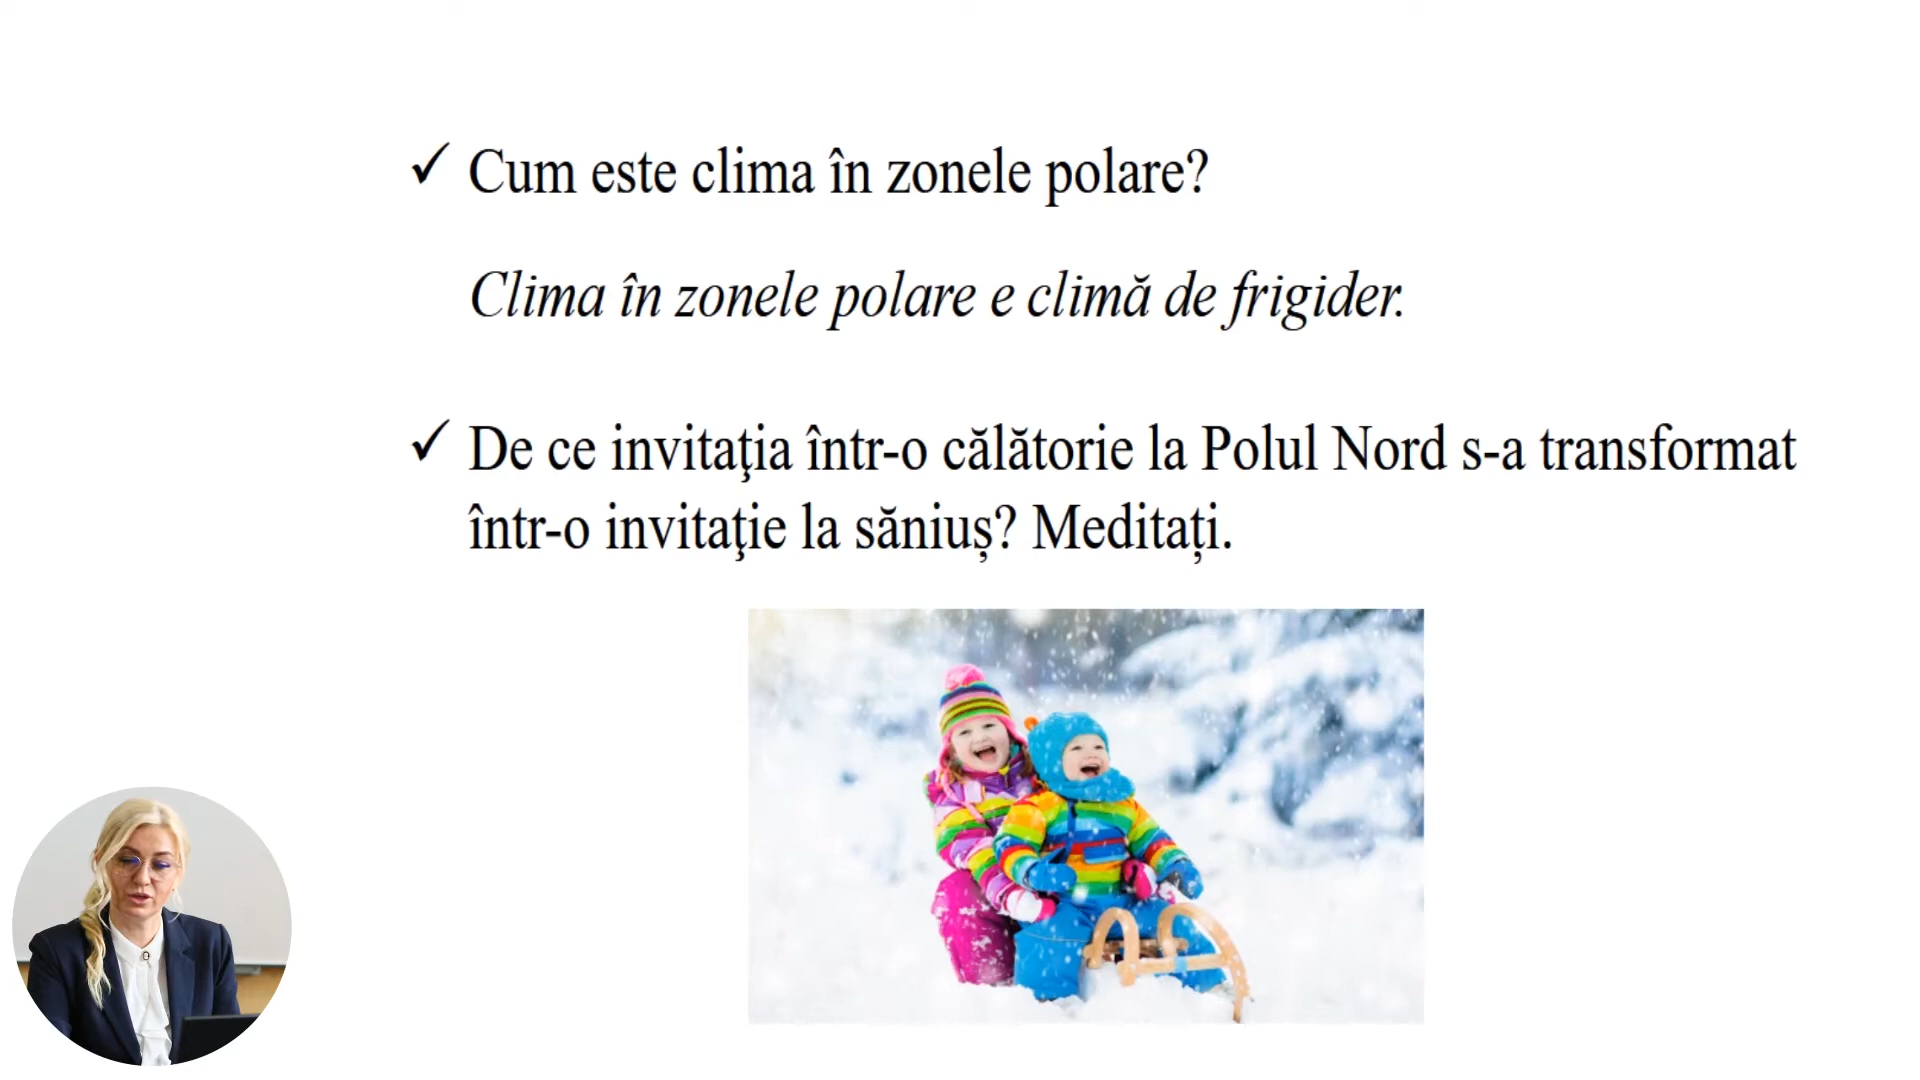 ✓ Cum este clima în zonele polare?
Clima în zonele polare e climă de frigider.
✓ De ce invitaţia într-o călătorie la Polul Nord s-a transformat
într-o invitaţie la săniuș? Meditați.